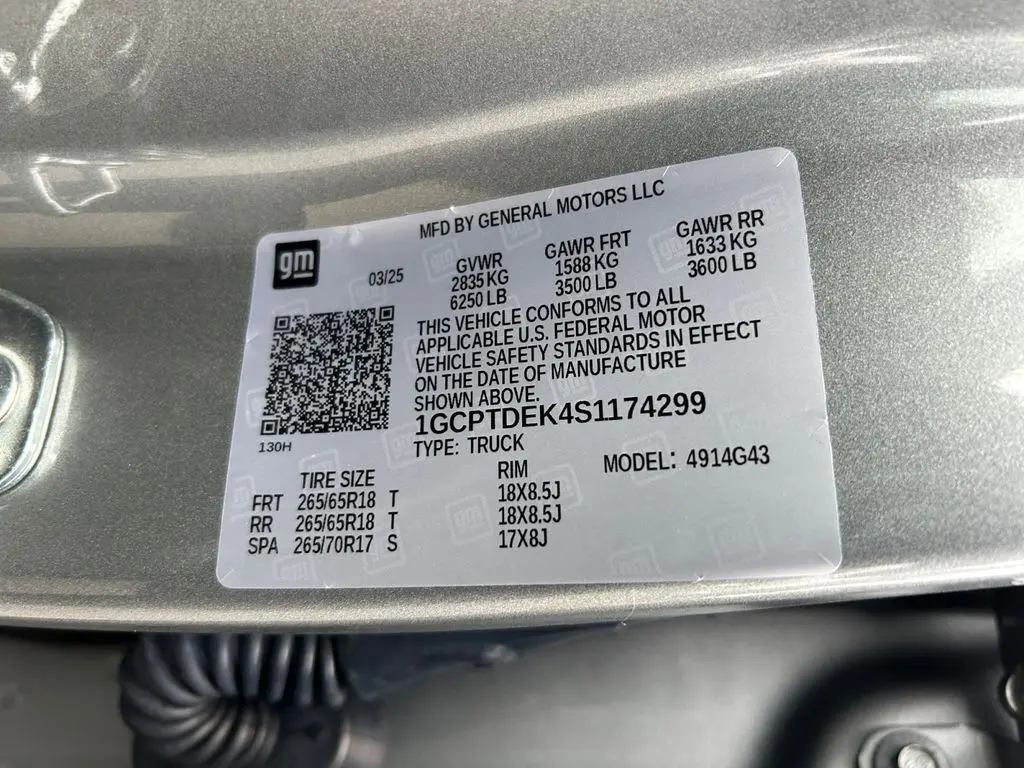 MFD BY GENERAL MOTORS LLC
gm
03/25
GVWR
2835 KG
6250 LB
GAWR FRT
1588 KG
3500 LB
GAWR RR
1633 KG
3600 LB
THIS VEHICLE CONFORMS TO ALL
APPLICABLE U.S. FEDERAL MOTOR
VEHICLE SAFETY STANDARDS IN EFFECT
ON THE DATE OF MANUFACTURE
SHOWN ABOVE.
1GCPTDEK4S1174299
TYPE: TRUCK
MODEL: 4914G43
130H
TIRE SIZE RIM
FRT 265/65R18 T 18X8.5J
RR 265/65R18 T 18X8.5J
SPA 265/70R17 S 17X8J